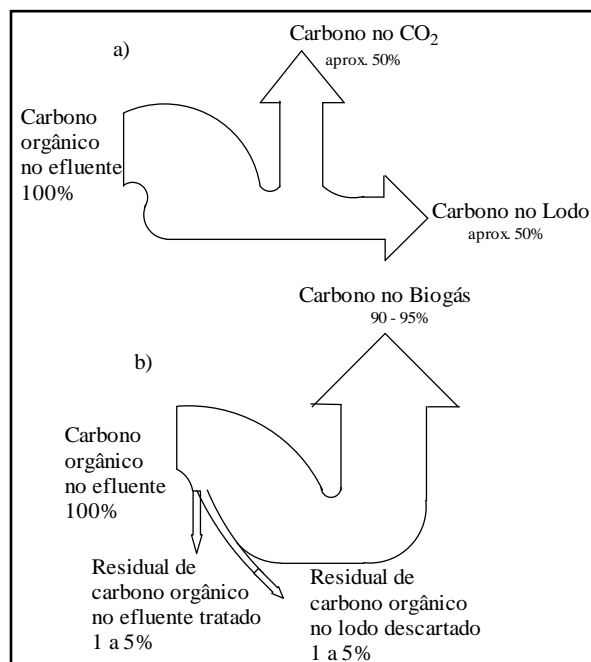 a)
Carbono no CO2
aprox. 50%
Carbono
orgânico
no efluente
100%
Carbono no Lodo
aprox. 50%
Carbono no Biogás
90 - 95%
b)
Carbono
orgânico
no efluente
100%
Residual de
carbono orgânico
no efluente tratado
1 a 5%
Residual de
carbono orgânico
no lodo descartado
1 a 5%